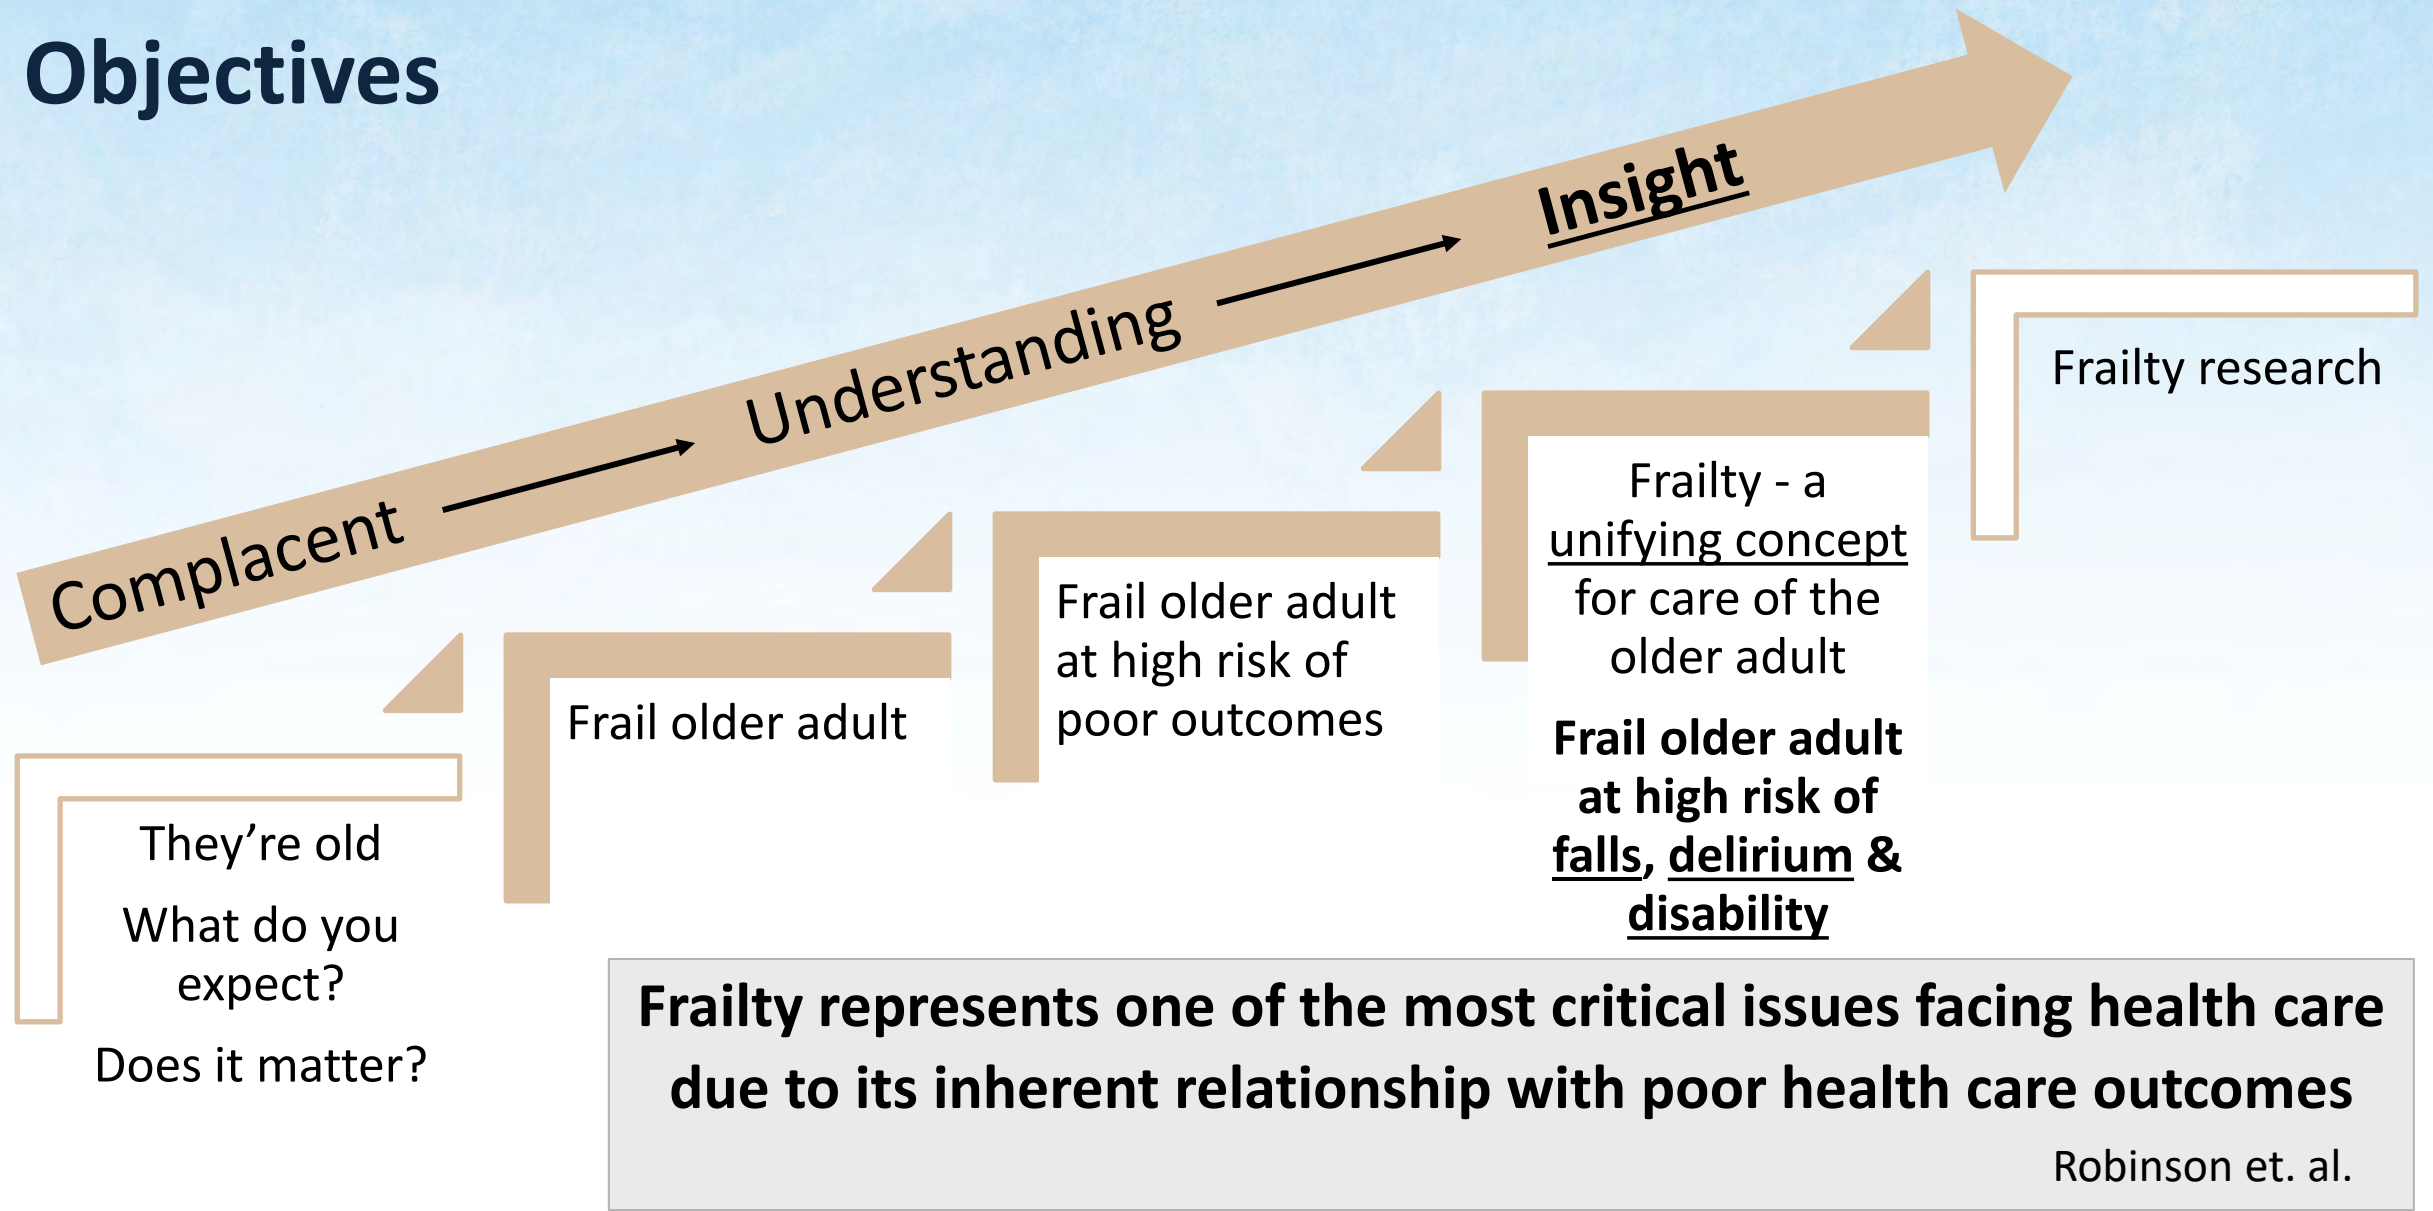 Objectives
Complacent
Understanding
Insight
They’re old
What do you
expect?
Does it matter?
Frail older adult
Frail older adult
at high risk of
poor outcomes
Frailty - a
unifying concept
for care of the
older adult
Frail older adult
at high risk of
falls, delirium &
disability
Frailty research
Frailty represents one of the most critical issues facing health care
due to its inherent relationship with poor health care outcomes
Robinson et. al.